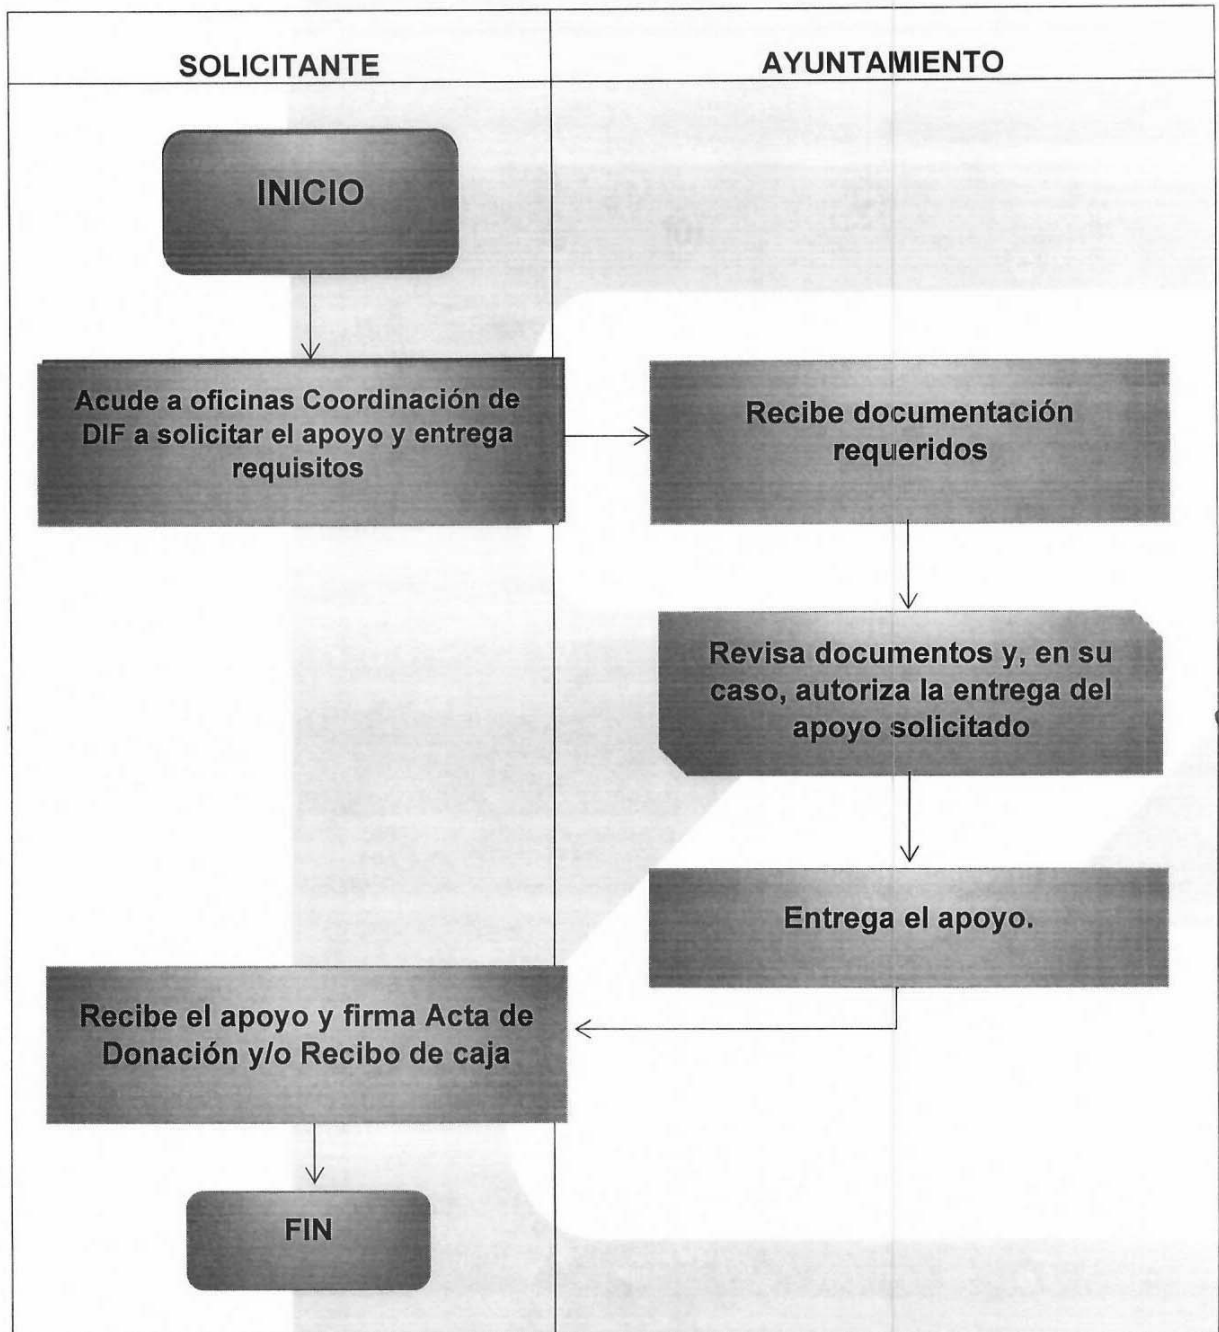 SOLICITANTE
AYUNTAMIENTO
INICIO
Acude a oficinas Coordinación de
DIF a solicitar el apoyo y entrega
requisitos
Recibe documentación
requeridos
Revisa documentos y, en su
caso, autoriza la entrega del
apoyo solicitado
Entrega el apoyo.
Recibe el apoyo y firma Acta de
Donación y/o Recibo de caja
FIN